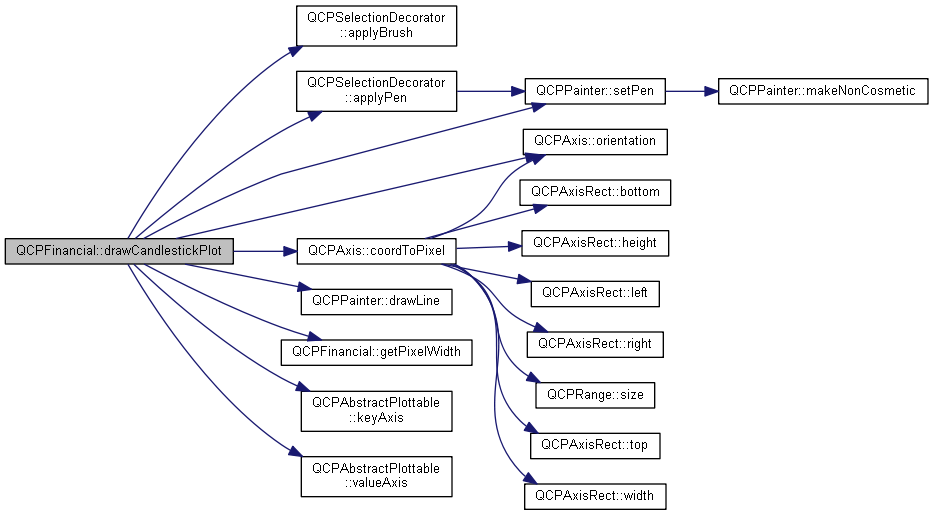 QCPSelectionDecorator
::applyBrush
QCPSelectionDecorator
::applyPen
QCPPainter::setPen
QCPPainter::makeNonCosmetic
QCPAxis::orientation
QCPAxisRect::bottom
QCPFinancial::drawCandlestickPlot
QCPAxis::coordToPixel
QCPAxisRect::height
QCPPainter::drawLine
QCPAxisRect::left
QCPFinancial::getPixelWidth
QCPAxisRect::right
QCPAbstractPlottable
::keyAxis
QCPRange::size
QCPAxisRect::top
QCPAbstractPlottable
::valueAxis
QCPAxisRect::width